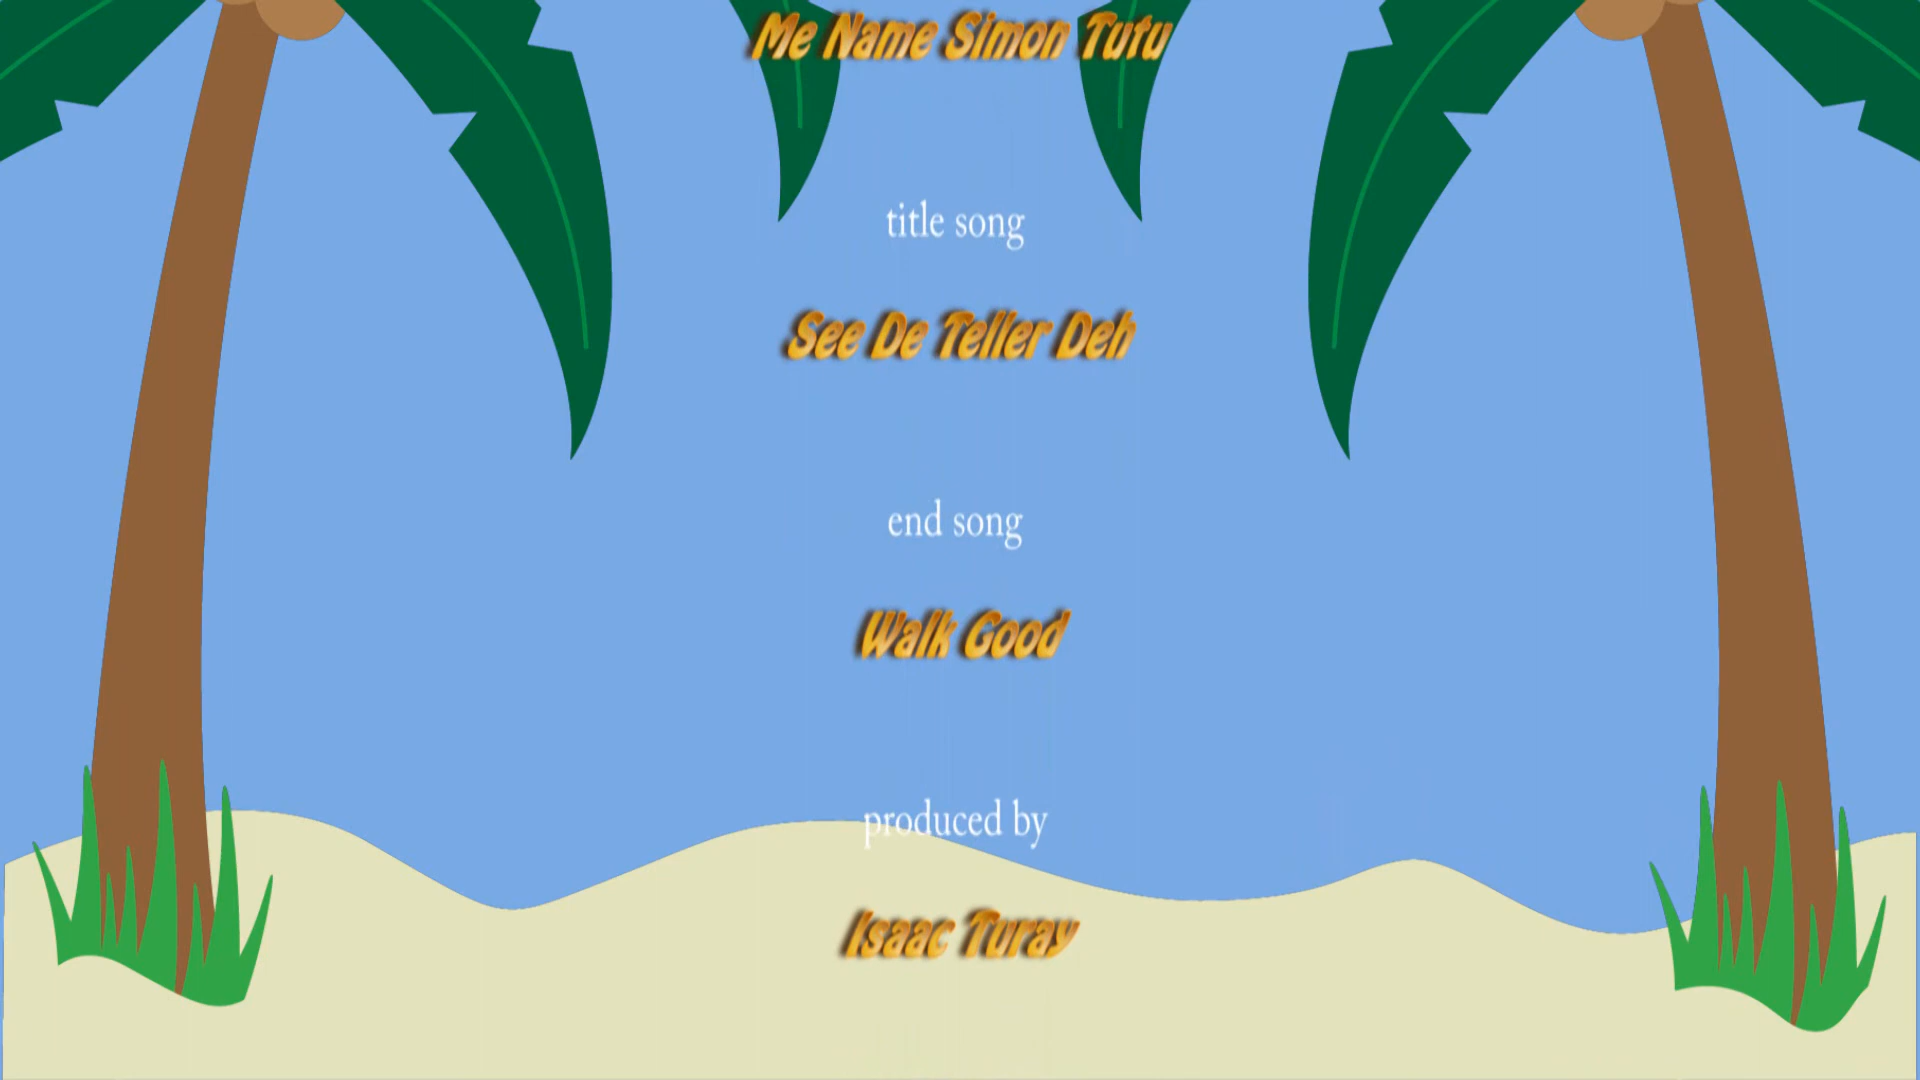 Me Name Simon Tutu
title song
See De Teller Deh
end song
Walk Good
produced by
Isaac Turay